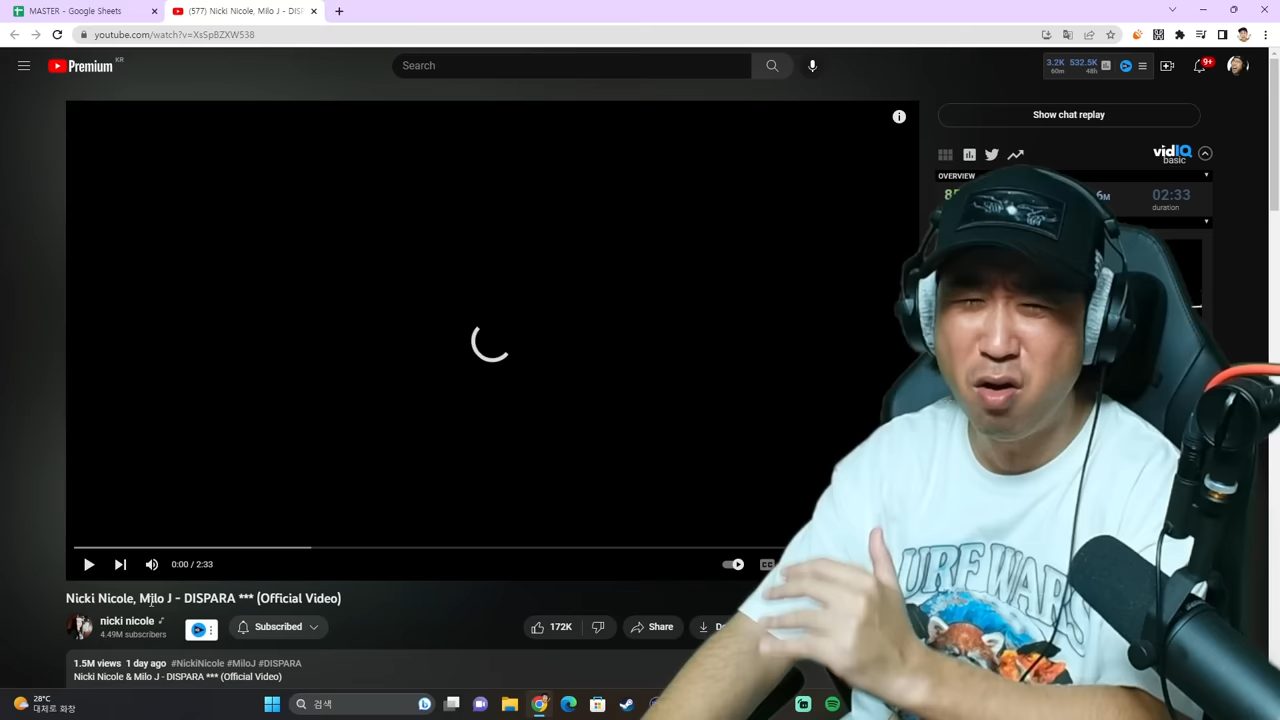 MASTER - Google Sheets
(577) Nicki Nicole, Milo J - DISP
youtube.com/watch?v=XsSpBZXW538
Premium KR
Search
3.2K 532.5K
60m 48h
9+
Show chat replay
vidIQ
basic
OVERVIEW
02:33
duration
0:00 / 2:33
CC
Nicki Nicole, Milo J - DISPARA *** (Official Video)
nicki nicole
4.49M subscribers
Subscribed
172K
Share
1.5M views 1 day ago #NickiNicole #MiloJ #DISPARA
Nicki Nicole & Milo J - DISPARA *** (Official Video)
28°C
대체로 화창
검색